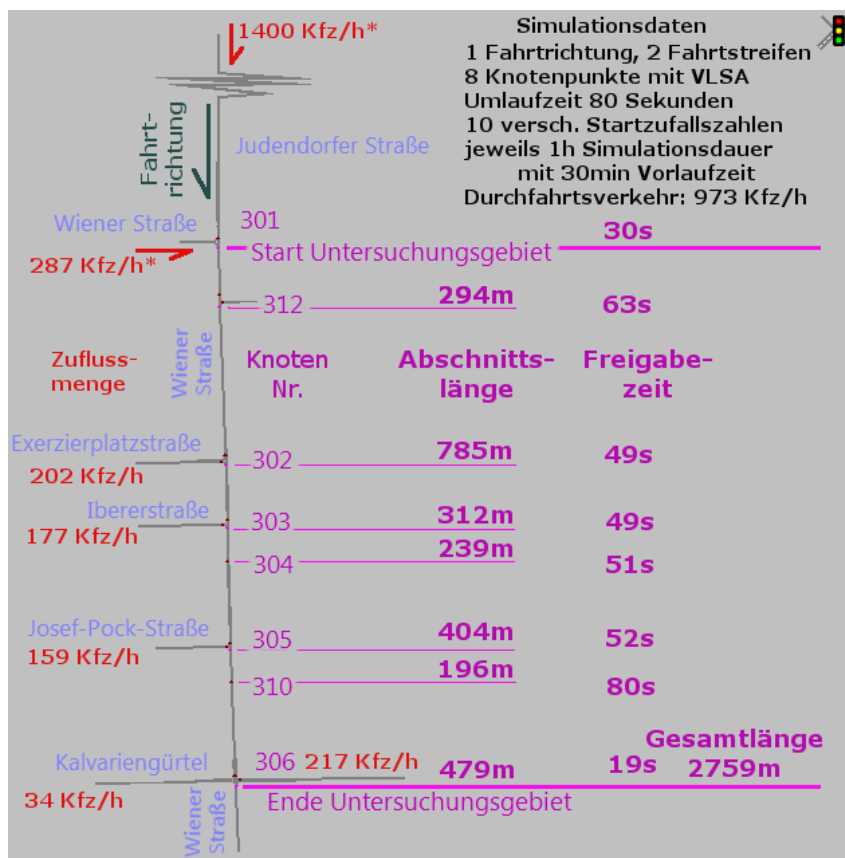 1400 Kfz/h*
Simulationsdaten
1 Fahrtrichtung, 2 Fahrtstreifen
8 Knotenpunkte mit VLSA
Umlaufzeit 80 Sekunden
10 versch. Startzufallszahlen
jeweils 1h Simulationsdauer
mit 30min Vorlaufzeit
Durchfahrtsverkehr: 973 Kfz/h
Fahrt-
richtung
Judendorfer Straße
Wiener Straße
301
30s
287 Kfz/h*
Start Untersuchungsgebiet
312
294m
63s
Wiener
Straße
Zufluss-
menge
Knoten
Nr.
Abschnitts-
länge
Freigabe-
zeit
Exerzierplatzstraße
202 Kfz/h
302
785m
49s
Ibererstraße
177 Kfz/h
303
312m
49s
304
239m
51s
Josef-Pock-Straße
159 Kfz/h
305
404m
52s
310
196m
80s
Kalvariengürtel
306
217 Kfz/h
479m
19s
Gesamtlänge
2759m
34 Kfz/h
Wiener
Straße
Ende Untersuchungsgebiet